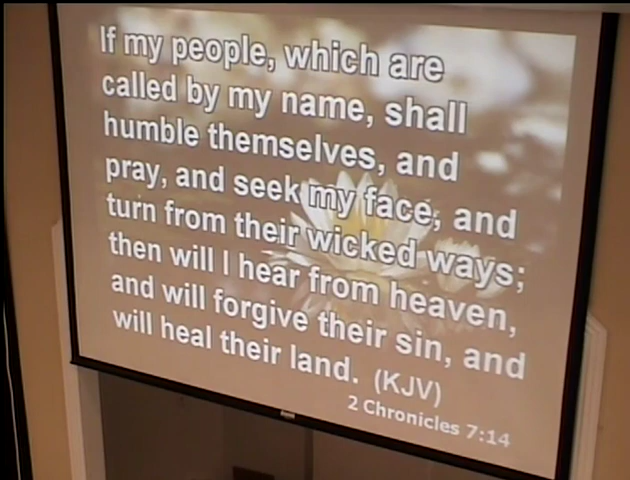 If my people, which are
called by my name, shall
humble themselves, and
pray, and seek my face, and
turn from their wicked ways;
then will I hear from heaven,
and will forgive their sin, and
will heal their land. (KJV)
2 Chronicles 7:14